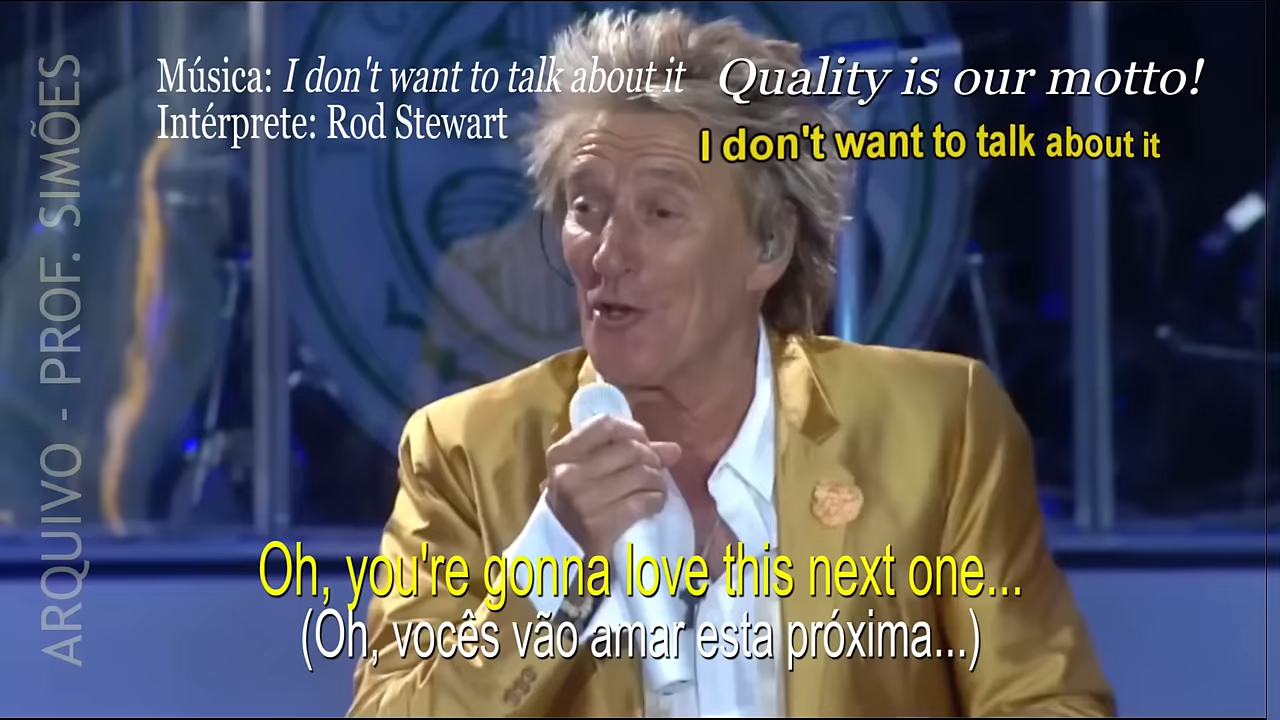 Música: I don't want to talk about it
Intérprete: Rod Stewart
Quality is our motto!
I don't want to talk about it
ARQUIVO - PROF. SIMÕES
Oh, you're gonna love this next one...
(Oh, vocês vão amar esta próxima...)